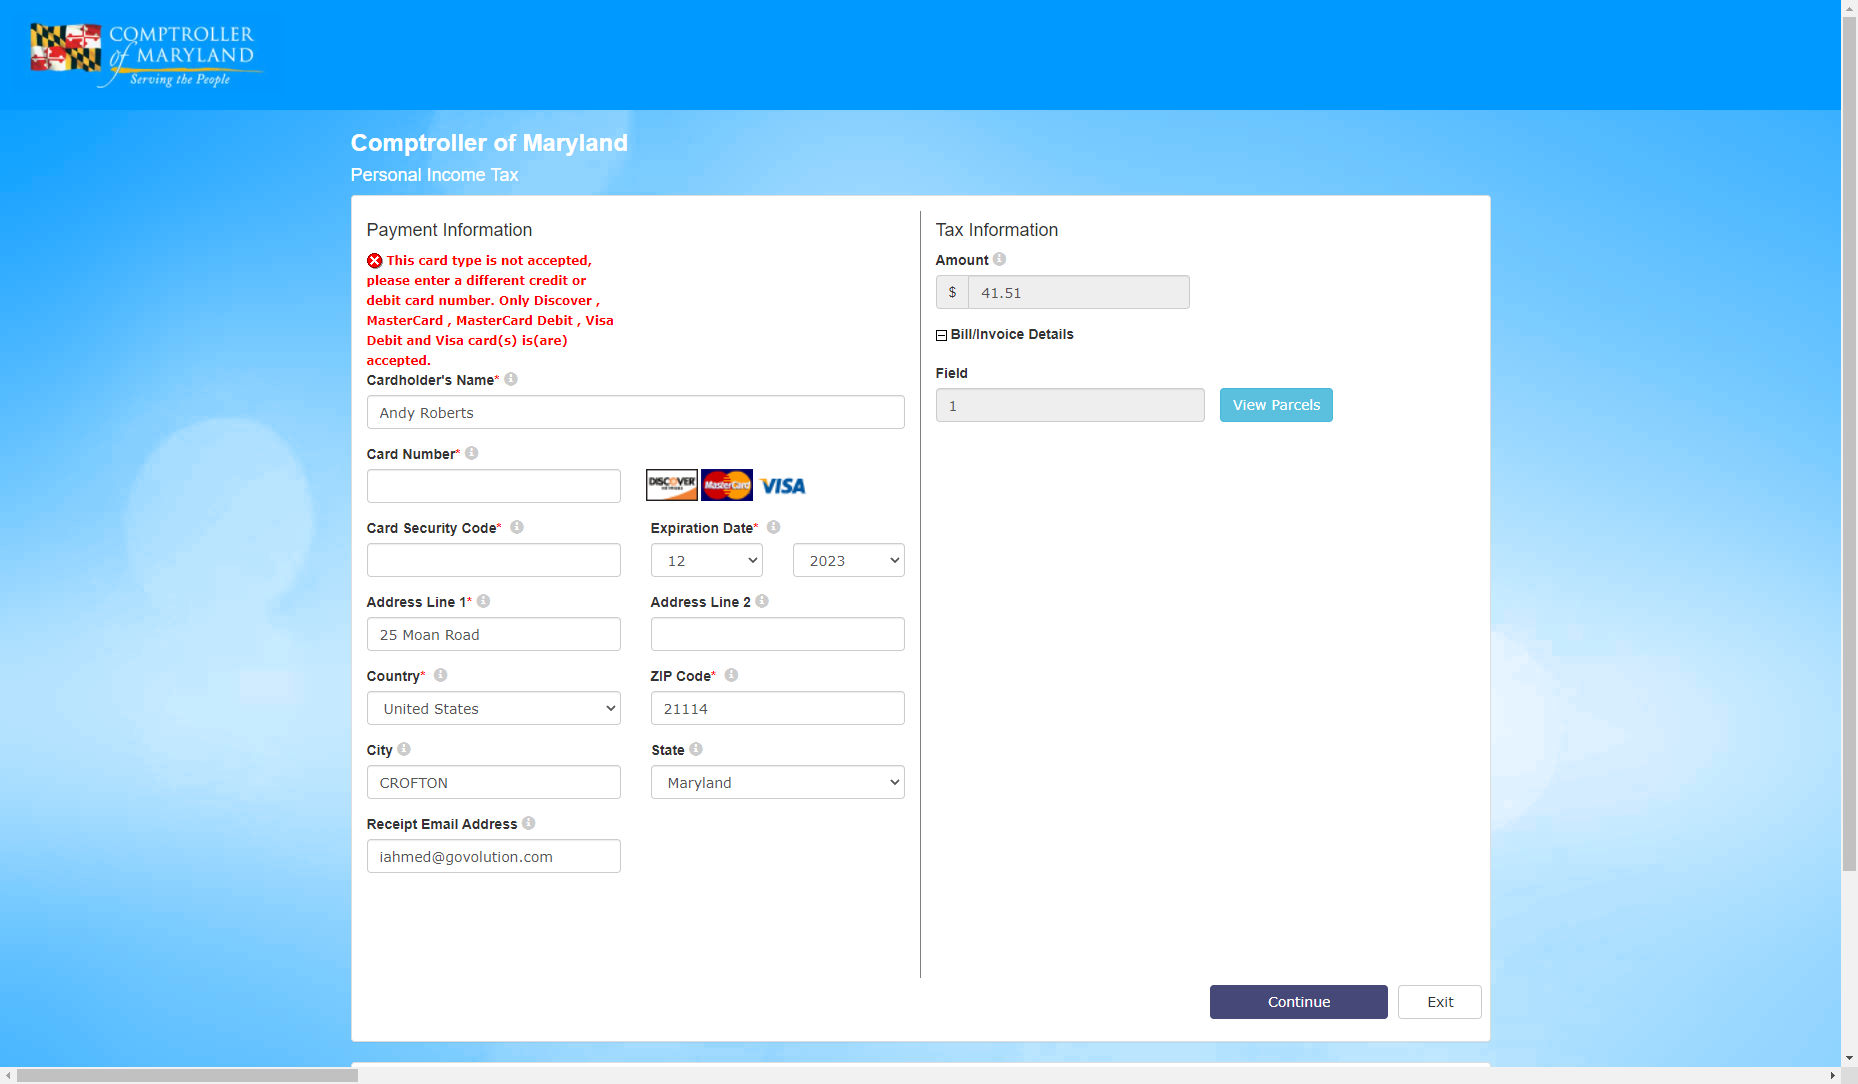 COMPTROLLER
of MARYLAND
Serving the People
Comptroller of Maryland
Personal Income Tax
Payment Information
This card type is not accepted,
please enter a different credit or
debit card number. Only Discover ,
MasterCard , MasterCard Debit , Visa
Debit and Visa card(s) is(are)
accepted.
Cardholder's Name*
Andy Roberts
Card Number*
DISCOVER
MasterCard
VISA
Card Security Code*
Expiration Date*
12
2023
Address Line 1*
Address Line 2
25 Moan Road
Country*
ZIP Code*
United States
21114
City
State
CROFTON
Maryland
Receipt Email Address
iahmed@govolution.com
Tax Information
Amount
$ 41.51
Bill/Invoice Details
Field
1
View Parcels
Continue
Exit